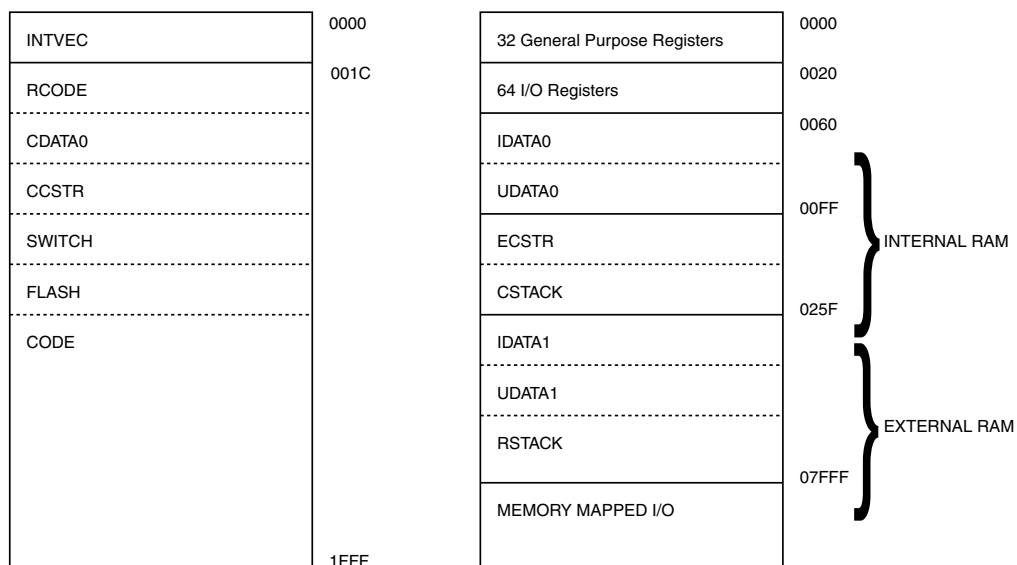 INTVEC
0000
RCODE
001C
CDATA0
CCSTR
SWITCH
FLASH
CODE
1FFF
32 General Purpose Registers
0000
64 I/O Registers
0020
IDATA0
0060
UDATA0
00FF
ECSTR
CSTACK
025F
INTERNAL RAM
IDATA1
UDATA1
RSTACK
07FFF
EXTERNAL RAM
MEMORY MAPPED I/O